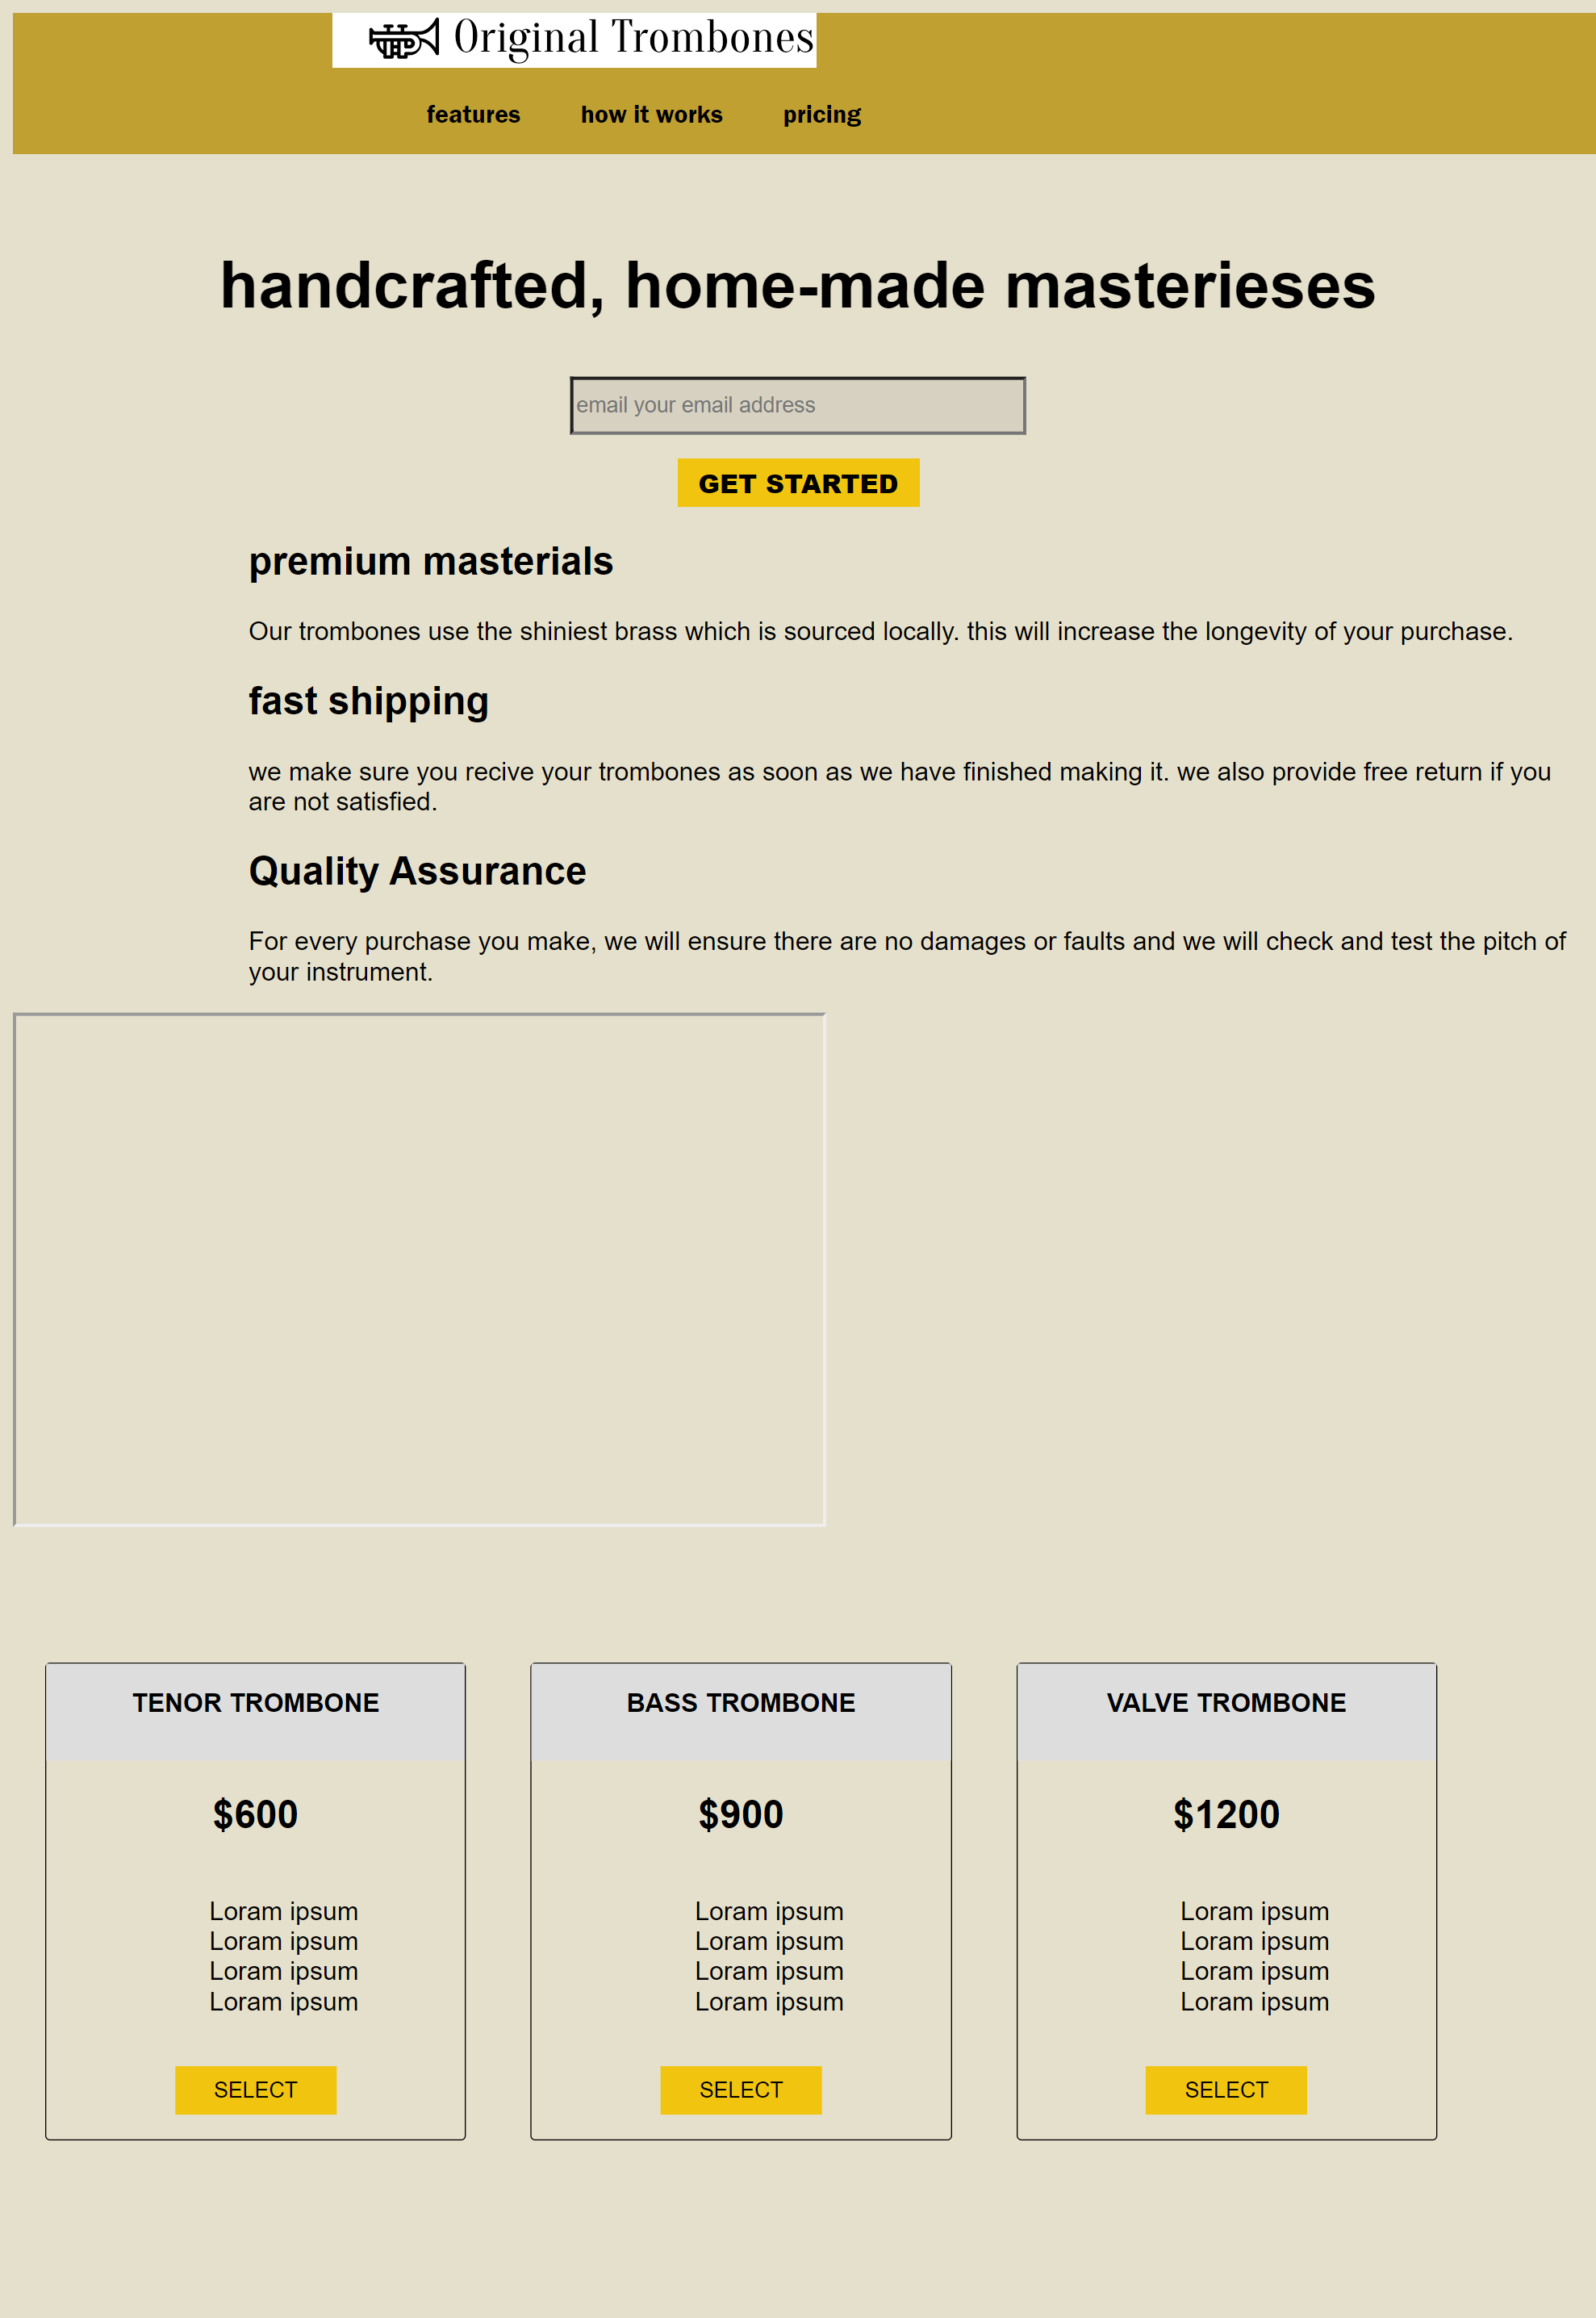 Original Trombones
features how it works pricing
handcrafted, home-made masterieses
email your email address
GET STARTED
premium masterials
Our trombones use the shiniest brass which is sourced locally. this will increase the longevity of your purchase.
fast shipping
we make sure you recive your trombones as soon as we have finished making it. we also provide free return if you
are not satisfied.
Quality Assurance
For every purchase you make, we will ensure there are no damages or faults and we will check and test the pitch of
your instrument.
TENOR TROMBONE
$600
Loram ipsum
Loram ipsum
Loram ipsum
Loram ipsum
SELECT
BASS TROMBONE
$900
Loram ipsum
Loram ipsum
Loram ipsum
Loram ipsum
SELECT
VALVE TROMBONE
$1200
Loram ipsum
Loram ipsum
Loram ipsum
Loram ipsum
SELECT